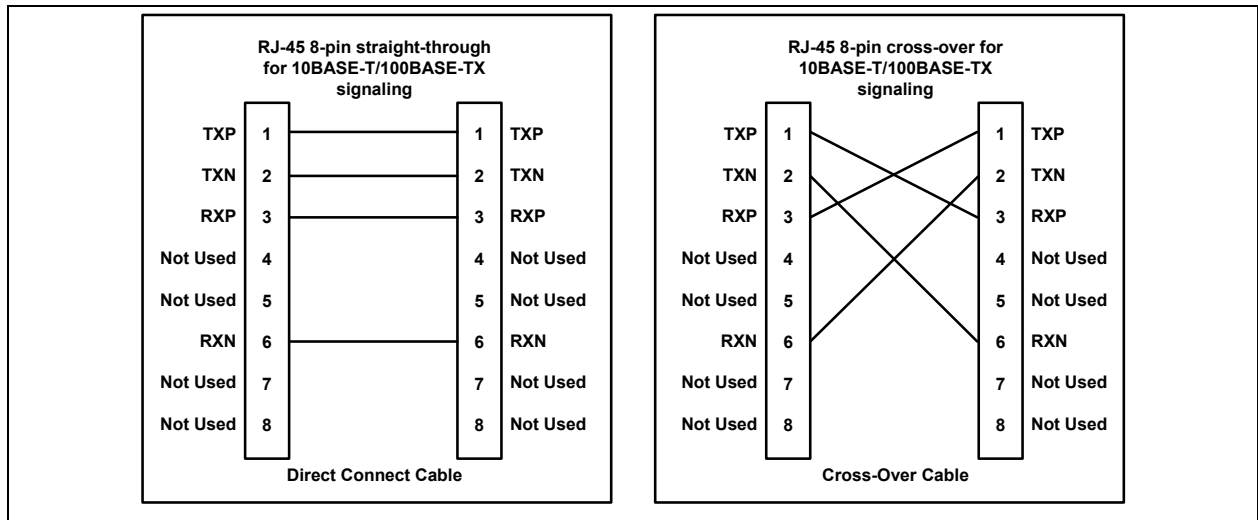 RJ-45 8-pin straight-through
for 10BASE-T/100BASE-TX
signaling
TXP 1 1 TXP
TXN 2 2 TXN
RXP 3 3 RXP
Not Used 4 4 Not Used
Not Used 5 5 Not Used
RXN 6 6 RXN
Not Used 7 7 Not Used
Not Used 8 8 Not Used
Direct Connect Cable
RJ-45 8-pin cross-over for
10BASE-T/100BASE-TX
signaling
TXP 1 1 TXP
TXN 2 2 TXN
RXP 3 3 RXP
Not Used 4 4 Not Used
Not Used 5 5 Not Used
RXN 6 6 RXN
Not Used 7 7 Not Used
Not Used 8 8 Not Used
Cross-Over Cable